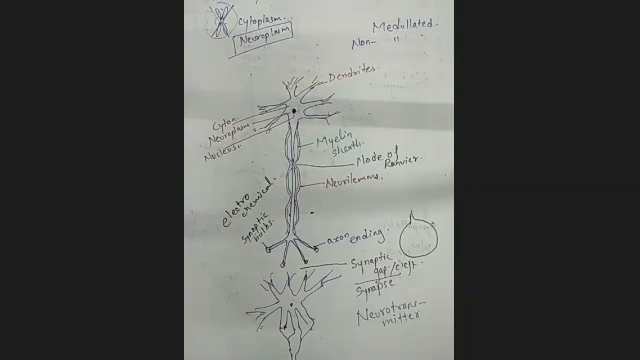 Cytoplasm.
Neuroplasm
Medullated.
Non- "
Dendrites.
Cyton
Neuroplasm
Nucleus
Myelin
sheath.
Node of
Ranvier.
Neurilemma
electro
chemical.
synaptic
bulbs.
axon ending.
Synaptic
gap/cleft.
Synapse
Neurotrans-
mitter